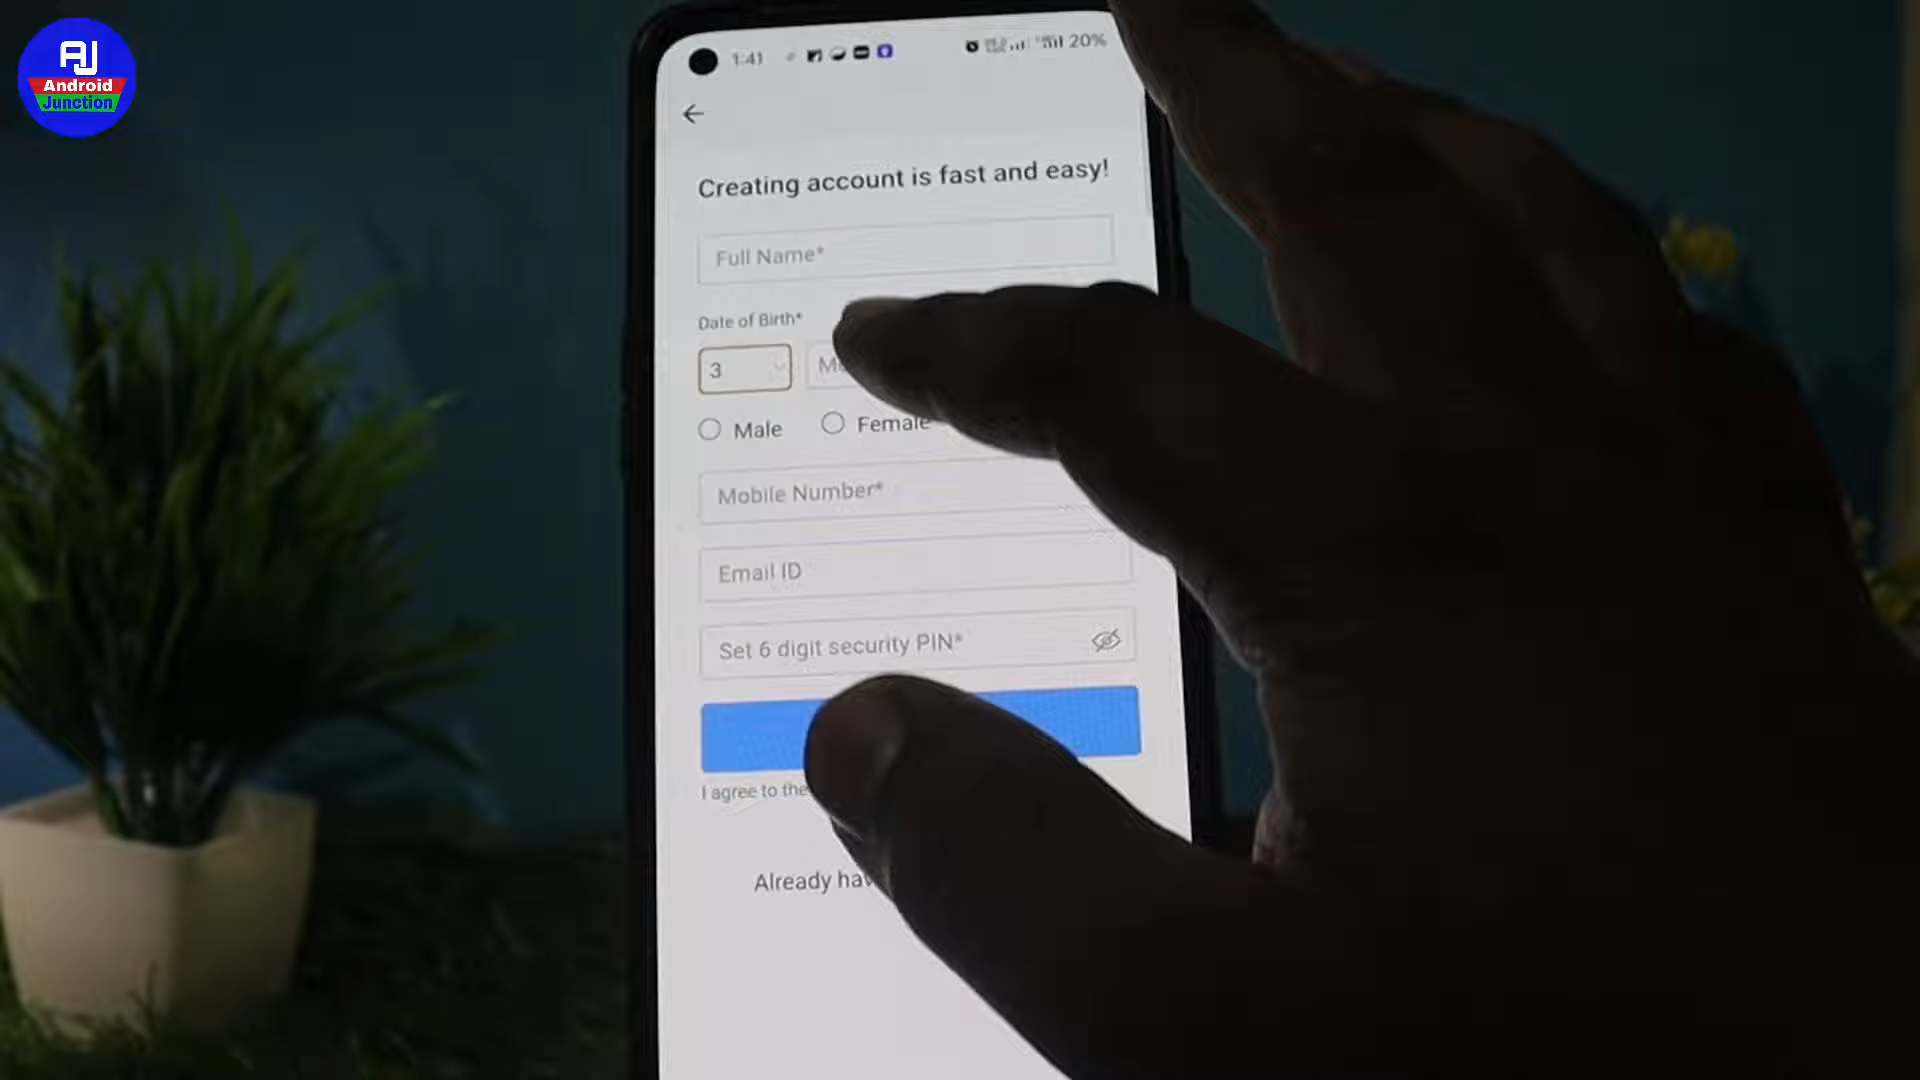 AJ
Android
Junction
1:41
20%
Creating account is fast and easy!
Full Name*
Date of Birth*
3
Male Female
Mobile Number*
Email ID
Set 6 digit security PIN*
I agree to the
Already hav